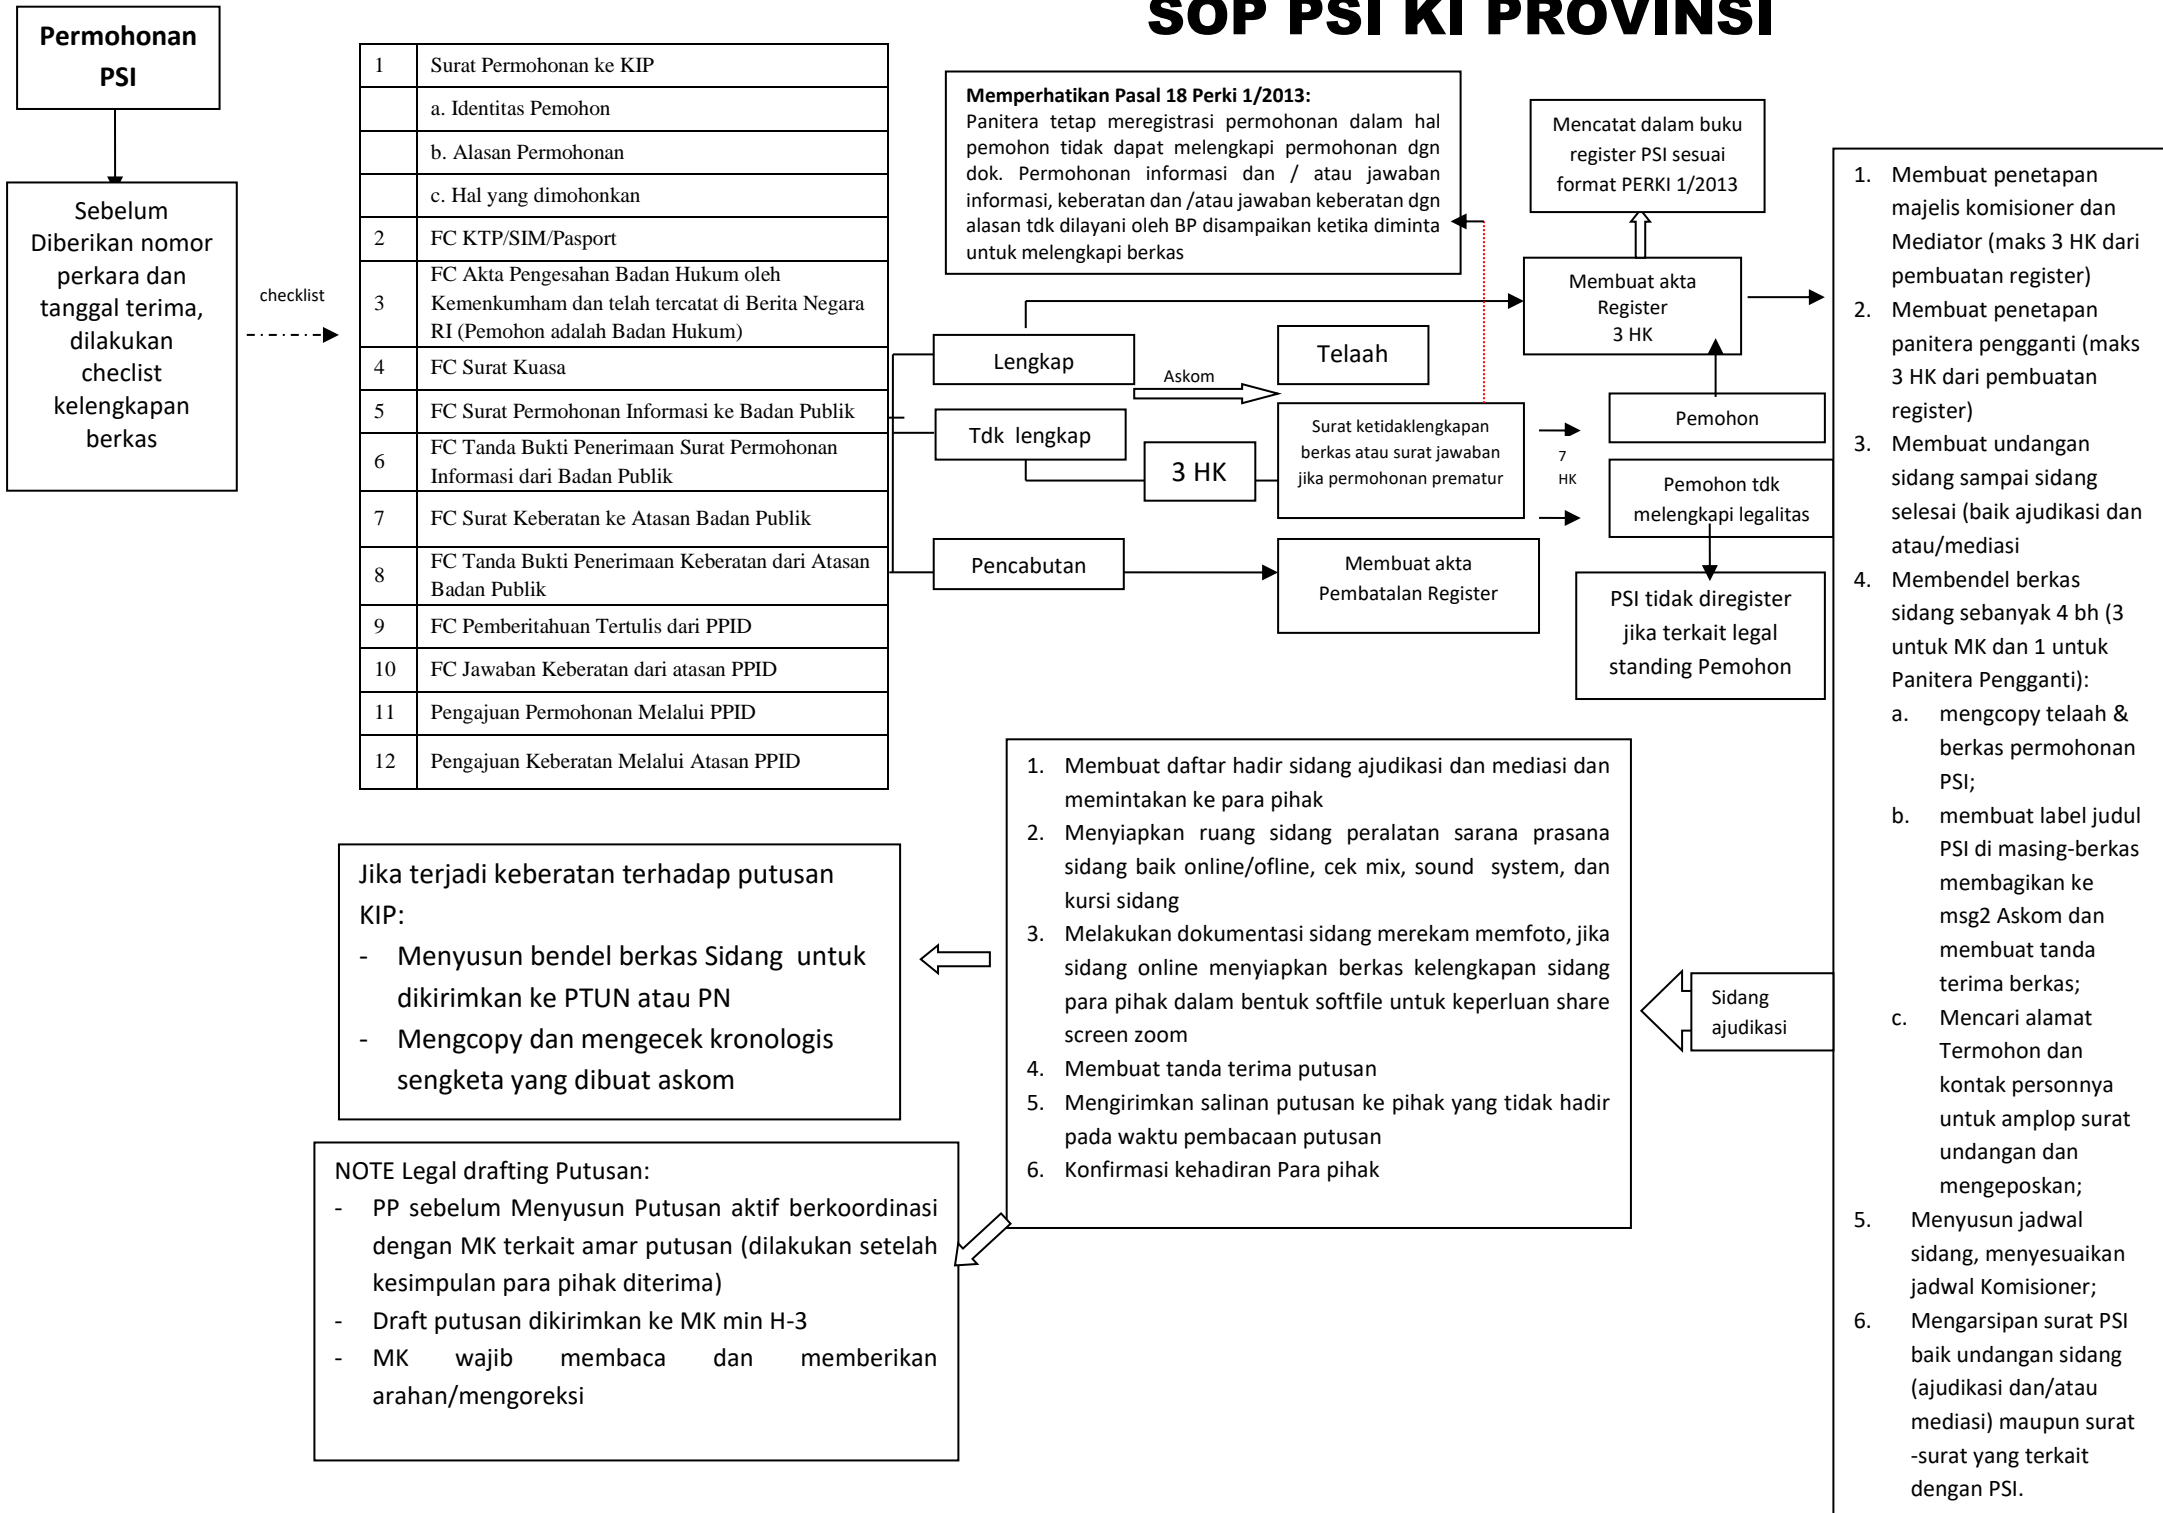 SOP PSI KI PROVINSI
Permohonan
PSI
Sebelum
Diberikan nomor
perkara dan
tanggal terima,
dilakukan
checlist
kelengkapan
berkas
checklist
1 Surat Permohonan ke KIP
a. Identitas Pemohon
b. Alasan Permohonan
c. Hal yang dimohonkan
2 FC KTP/SIM/Pasport
3 FC Akta Pengesahan Badan Hukum oleh
Kemenkumham dan telah tercatat di Berita Negara
RI (Pemohon adalah Badan Hukum)
4 FC Surat Kuasa
5 FC Surat Permohonan Informasi ke Badan Publik
6 FC Tanda Bukti Penerimaan Surat Permohonan
Informasi dari Badan Publik
7 FC Surat Keberatan ke Atasan Badan Publik
8 FC Tanda Bukti Penerimaan Keberatan dari Atasan
Badan Publik
9 FC Pemberitahuan Tertulis dari PPID
10 FC Jawaban Keberatan dari atasan PPID
11 Pengajuan Permohonan Melalui PPID
12 Pengajuan Keberatan Melalui Atasan PPID
Memperhatikan Pasal 18 Perki 1/2013:
Panitera tetap meregistrasi permohonan dalam hal
pemohon tidak dapat melengkapi permohonan dgn
dok. Permohonan informasi dan / atau jawaban
informasi, keberatan dan /atau jawaban keberatan dgn
alasan tdk dilayani oleh BP disampaikan ketika diminta
untuk melengkapi berkas
Lengkap
Askom
Telaah
Tdk lengkap
3 HK
Surat ketidaklengkapan
berkas atau surat jawaban
jika permohonan prematur
7
HK
Pencabutan
Membuat akta
Pembatalan Register
Mencatat dalam buku
register PSI sesuai
format PERKI 1/2013
Membuat akta
Register
3 HK
Pemohon
Pemohon tdk
melengkapi legalitas
PSI tidak diregister
jika terkait legal
standing Pemohon
1. Membuat penetapan
majelis komisioner dan
Mediator (maks 3 HK dari
pembuatan register)
2. Membuat penetapan
panitera pengganti (maks
3 HK dari pembuatan
register)
3. Membuat undangan
sidang sampai sidang
selesai (baik ajudikasi dan
atau/mediasi
4. Membendel berkas
sidang sebanyak 4 bh (3
untuk MK dan 1 untuk
Panitera Pengganti):
a. mengcopy telaah &
berkas permohonan
PSI;
b. membuat label judul
PSI di masing-berkas
membagikan ke
msg2 Askom dan
membuat tanda
terima berkas;
c. Mencari alamat
Termohon dan
kontak personnya
untuk amplop surat
undangan dan
mengeposkan;
5. Menyusun jadwal
sidang, menyesuaikan
jadwal Komisioner;
6. Mengarsipan surat PSI
baik undangan sidang
(ajudikasi dan/atau
mediasi) maupun surat
-surat yang terkait
dengan PSI.
Sidang
ajudikasi
1. Membuat daftar hadir sidang ajudikasi dan mediasi dan
memintakan ke para pihak
2. Menyiapkan ruang sidang peralatan sarana prasana
sidang baik online/ofline, cek mix, sound system, dan
kursi sidang
3. Melakukan dokumentasi sidang merekam memfoto, jika
sidang online menyiapkan berkas kelengkapan sidang
para pihak dalam bentuk softfile untuk keperluan share
screen zoom
4. Membuat tanda terima putusan
5. Mengirimkan salinan putusan ke pihak yang tidak hadir
pada waktu pembacaan putusan
6. Konfirmasi kehadiran Para pihak
Jika terjadi keberatan terhadap putusan
KIP:
- Menyusun bendel berkas Sidang untuk
dikirimkan ke PTUN atau PN
- Mengcopy dan mengecek kronologis
sengketa yang dibuat askom
NOTE Legal drafting Putusan:
- PP sebelum Menyusun Putusan aktif berkoordinasi
dengan MK terkait amar putusan (dilakukan setelah
kesimpulan para pihak diterima)
- Draft putusan dikirimkan ke MK min H-3
- MK wajib membaca dan memberikan
arahan/mengoreksi